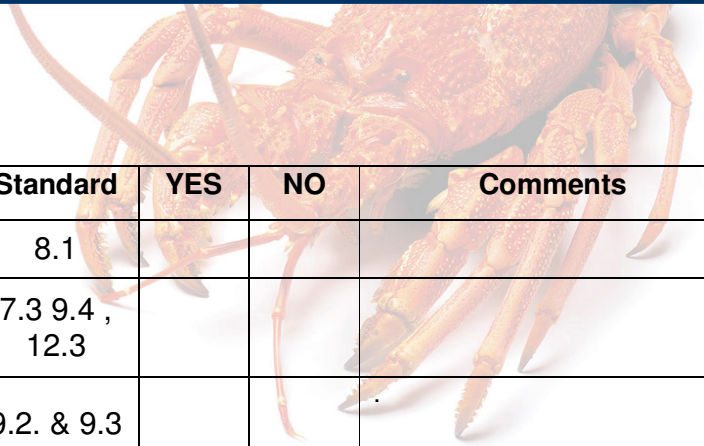 Standard YES NO Comments
8.1
7.3 9.4 ,
12.3
.
9.2. & 9.3